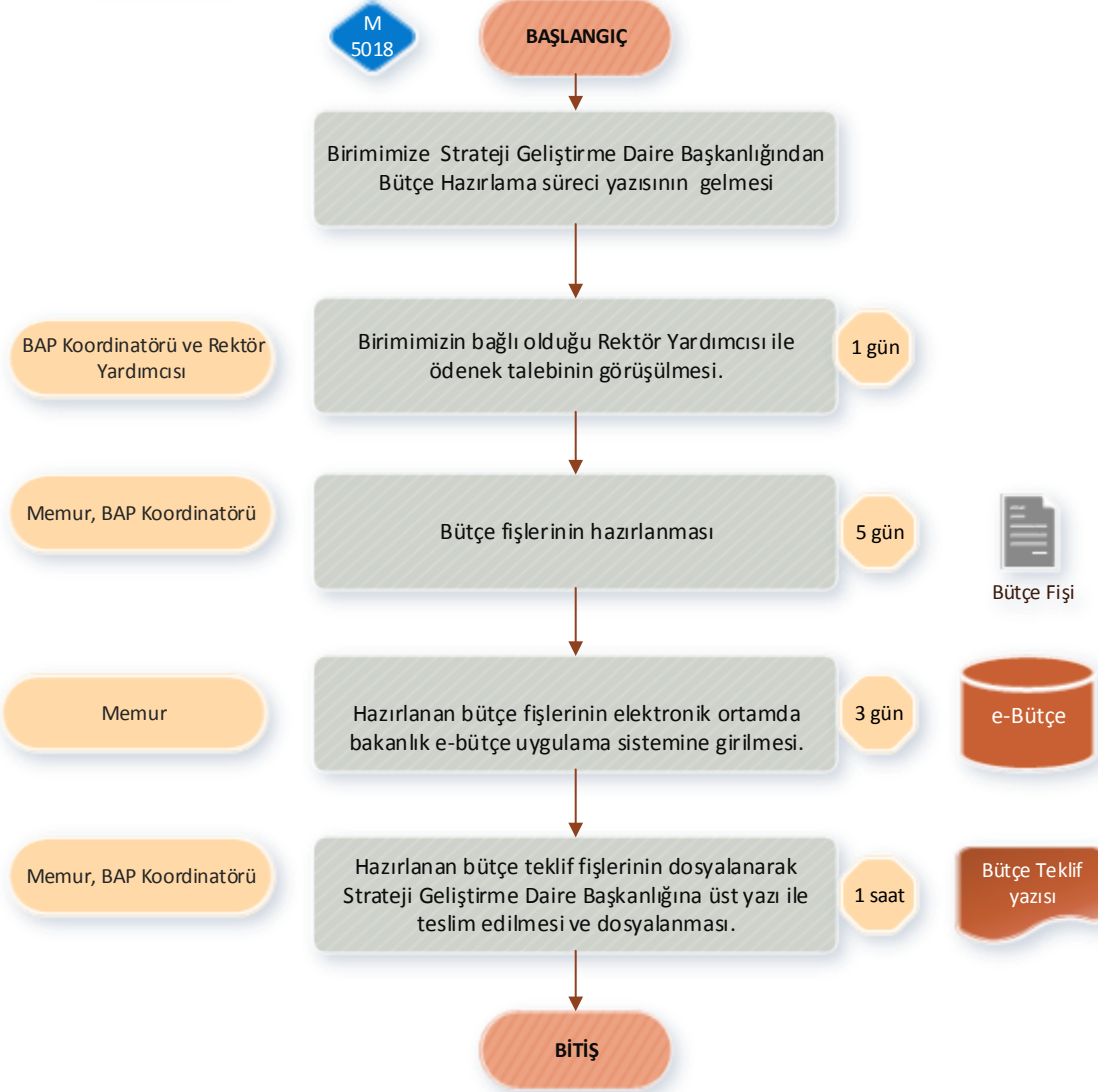 M
5018
BAŞLANGIÇ
Birimimize Strateji Geliştirme Daire Başkanlığından
Bütçe Hazırlama süreci yazısının gelmesi
BAP Koordinatörü ve Rektör
Yardımcısı
Birimimizin bağlı olduğu Rektör Yardımcısı ile
ödenek talebinin görüşülmesi.
1 gün
Memur, BAP Koordinatörü
Bütçe fişlerinin hazırlanması
5 gün
Bütçe Fişi
Memur
Hazırlanan bütçe fişlerinin elektronik ortamda
bakanlık e-bütçe uygulama sistemine girilmesi.
3 gün
e-Bütçe
Memur, BAP Koordinatörü
Hazırlanan bütçe teklif fişlerinin dosyalanarak
Strateji Geliştirme Daire Başkanlığına üst yazı ile
teslim edilmesi ve dosyalanması.
1 saat
Bütçe Teklif
yazısı
BİTİŞ